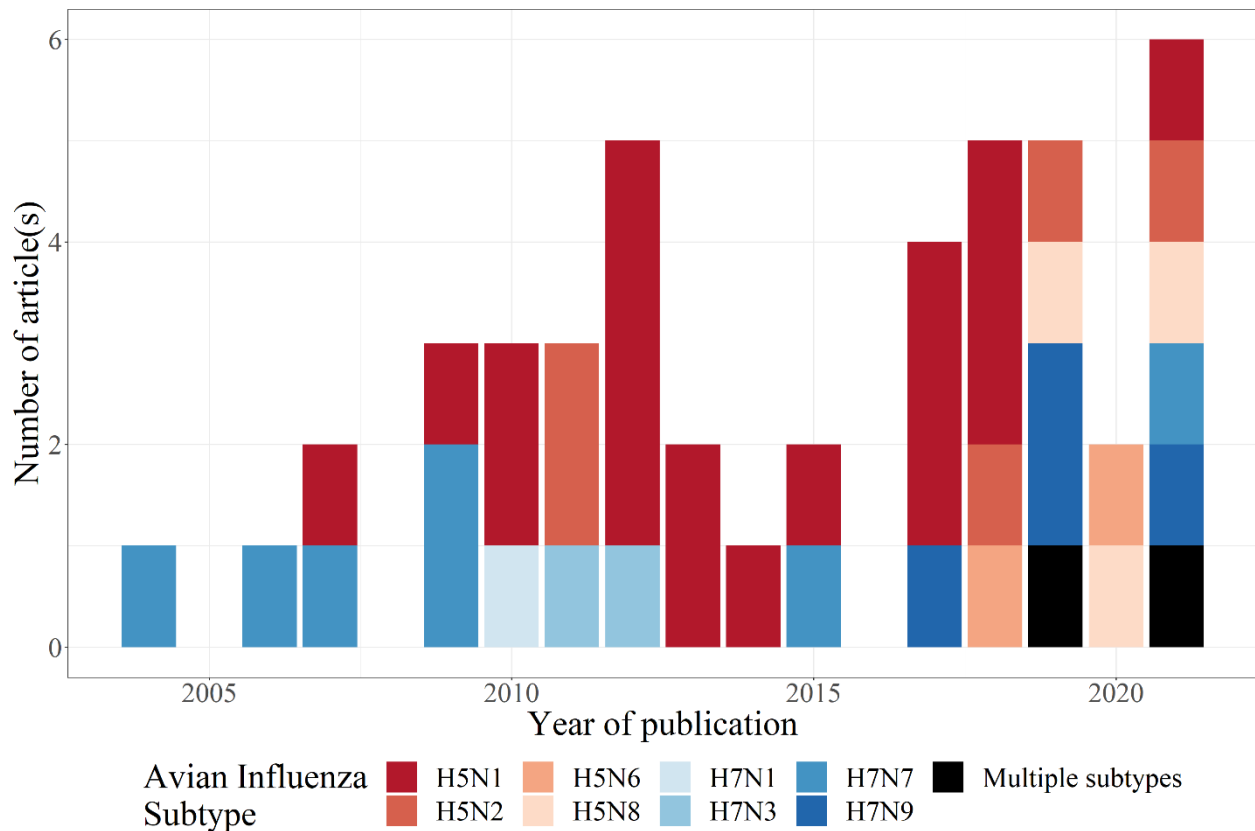 6
4
2
0
Number of article(s)
2005 2010 2015 2020
Year of publication
Avian Influenza
Subtype
H5N1 H5N6 H7N1 H7N7 Multiple subtypes
H5N2 H5N8 H7N3 H7N9